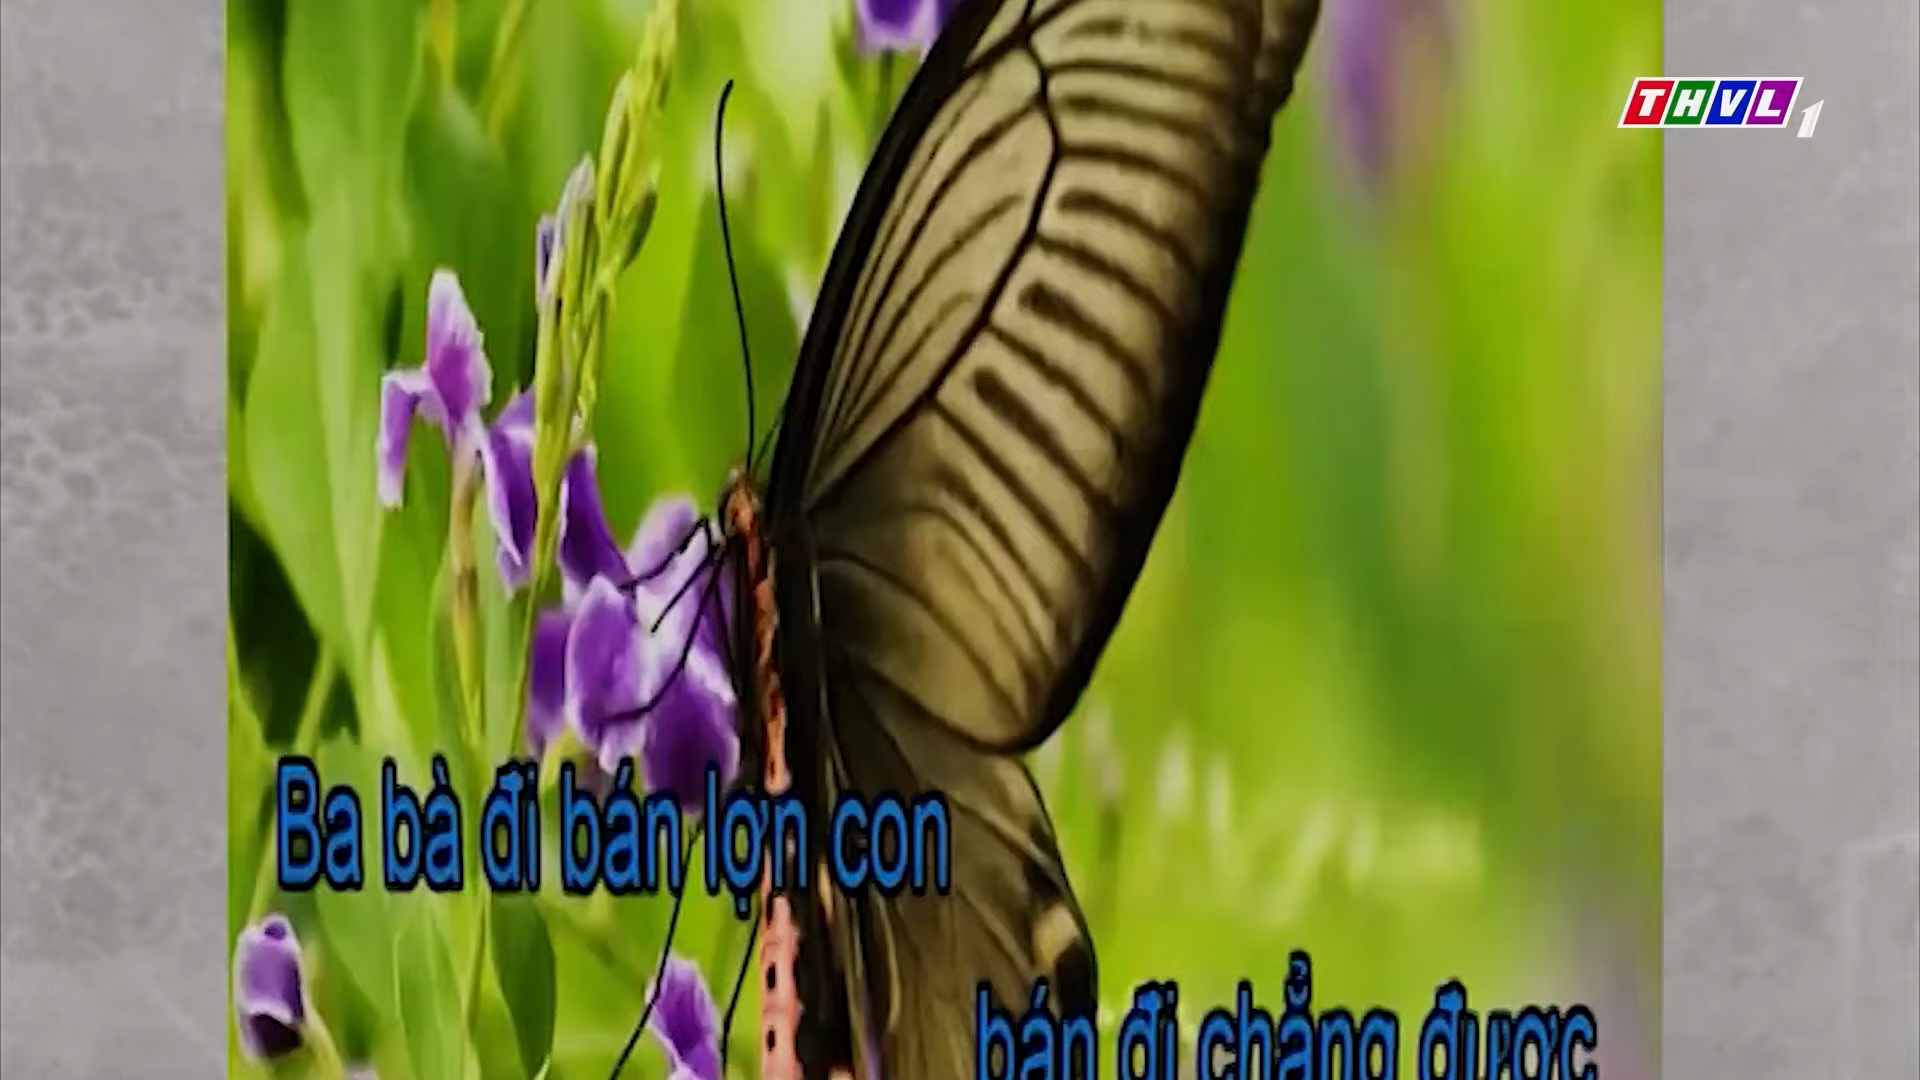 THVL1
Ba bà đi bán lợn con
bán đi chẳng được